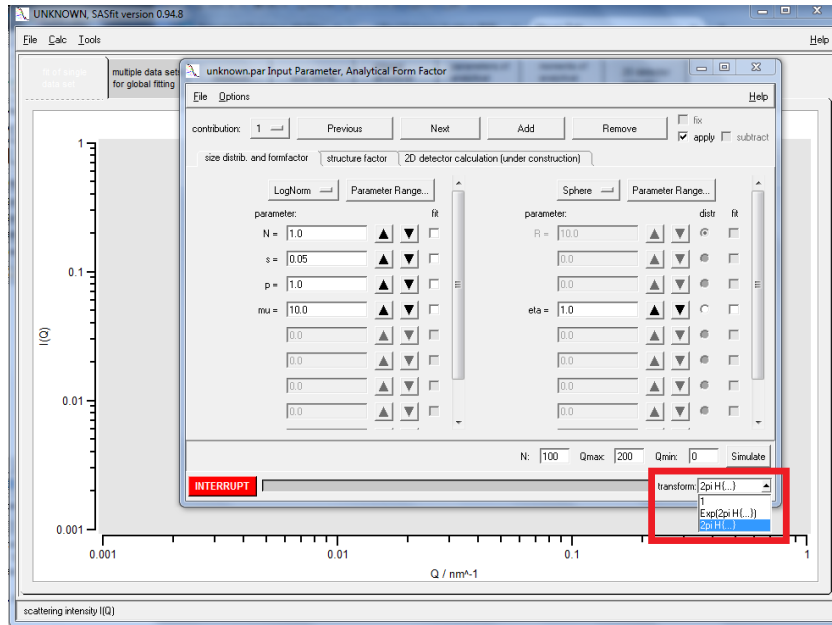 UNKNOWN, SASfit version 0.94.8
File Calc Tools Help
multiple data sets
for global fitting
unknown.par Input Parameter, Analytical Form Factor
File Options Help
contribution: 1 Previous Next Add Remove fix
apply subtract
size distrib. and formfactor structure factor 2D detector calculation (under construction)
LogNorm Parameter Range... Sphere Parameter Range...
parameter: fit parameter: distr fit
N = 1.0 R = 10.0
s = 0.05 0.0
p = 1.0 0.0
mu = 10.0 eta = 1.0
0.0 0.0
0.0 0.0
0.0 0.0
0.0 0.0
N: 100 Qmax: 200 Qmin: 0 Simulate
INTERRUPT transform: 2pi H(...)
1
Exp(2pi H(...))
2pi H(...)
1
0.1
0.01
0.001
I(Q)
0.001 0.01 0.1 1
Q / nm^-1
scattering intensity I(Q)